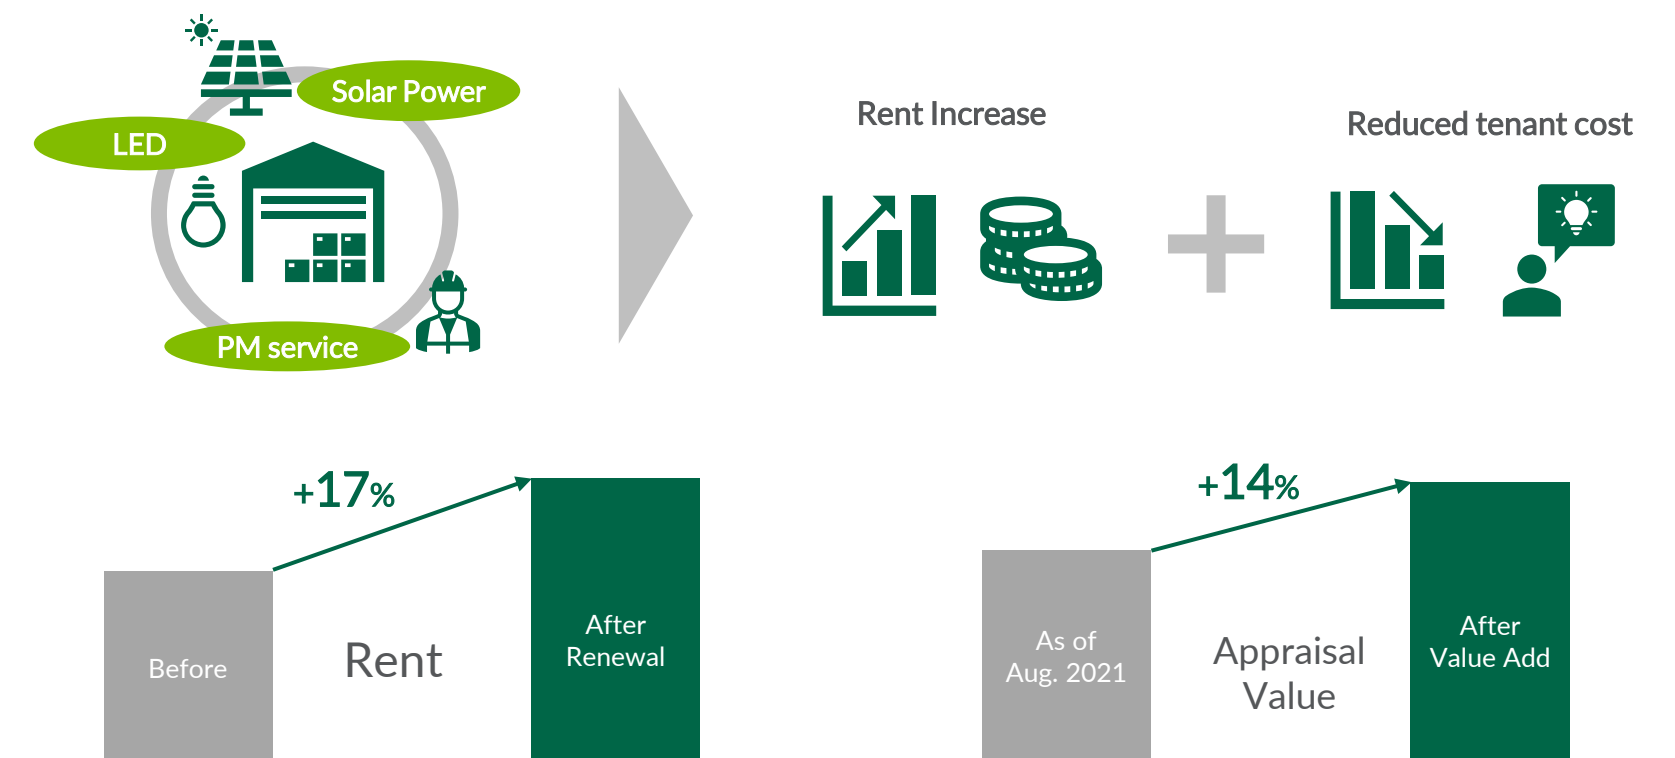 Solar Power
LED
PM service
Rent Increase
Reduced tenant cost
+17%
Before
Rent
After
Renewal
+14%
As of
Aug. 2021
Appraisal
Value
After
Value Add